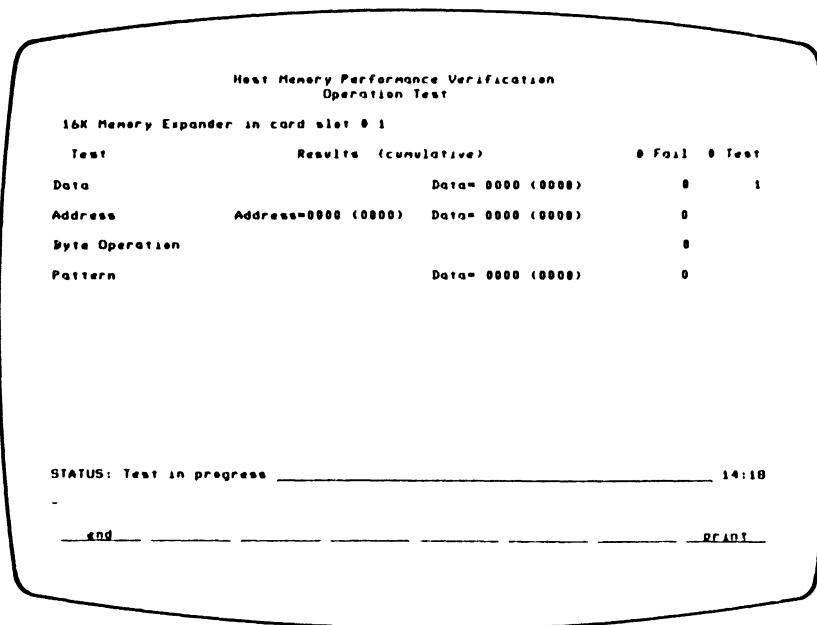 Host Memory Performance Verification
Operation Test
16K Memory Expander in card slot # 1
Test Results (cumulative) # Fail # Test
Data Data= 0000 (0000) 0 1
Address Address=0000 (0000) Data= 0000 (0000) 0
Byte Operation 0
Pattern Data= 0000 (0000) 0
STATUS: Test in progress 14:18
end print